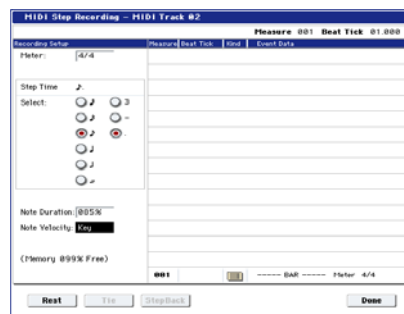 MIDI Step Recording - MIDI Track 02
Measure 001 Beat Tick 01.000
Recording Setup
Measure Beat Tick Kind Event Data
Meter: 4/4
Step Time ♪.
Select: ♪ 3
♪ -
♪ .
♩
Note Duration: 085%
Note Velocity: Key
(Memory 099% Free)
001 ----- BAR ----- Meter 4/4
Rest Tie StepBack Done